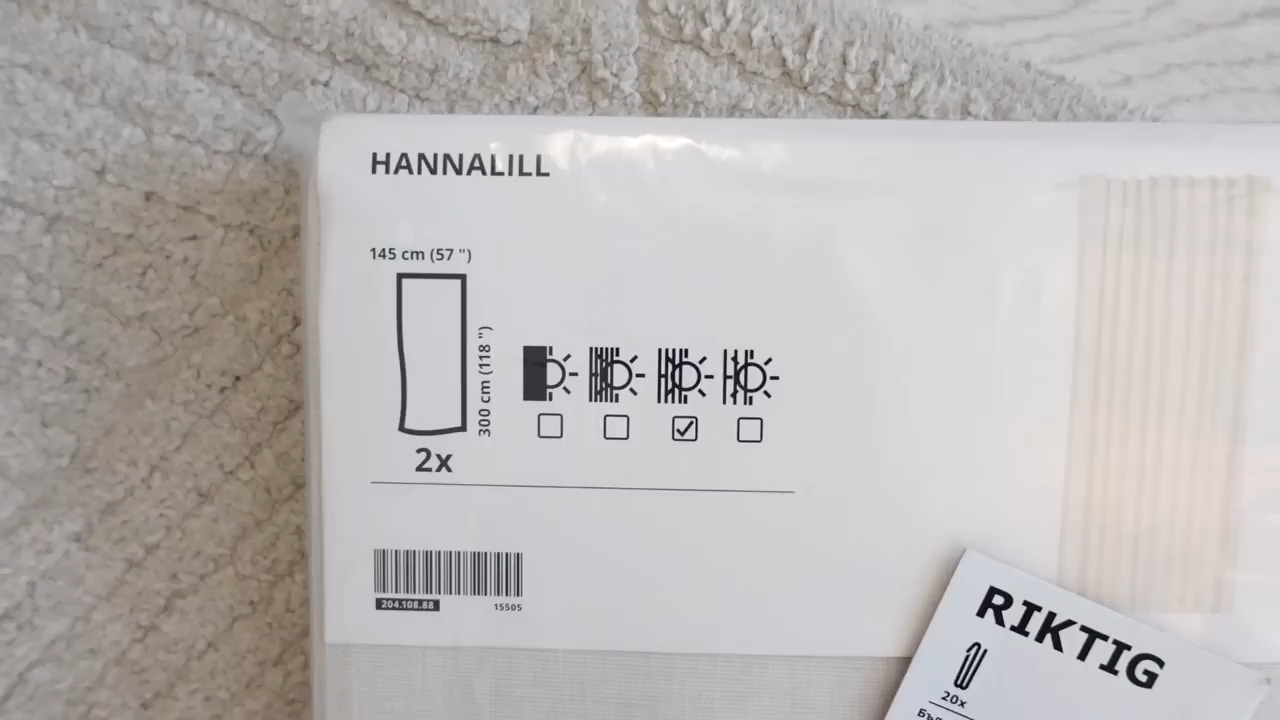 HANNALILL
145 cm (57 ")
300 cm (118 ")
2x
204.108.88
15505
RIKTIG
20x